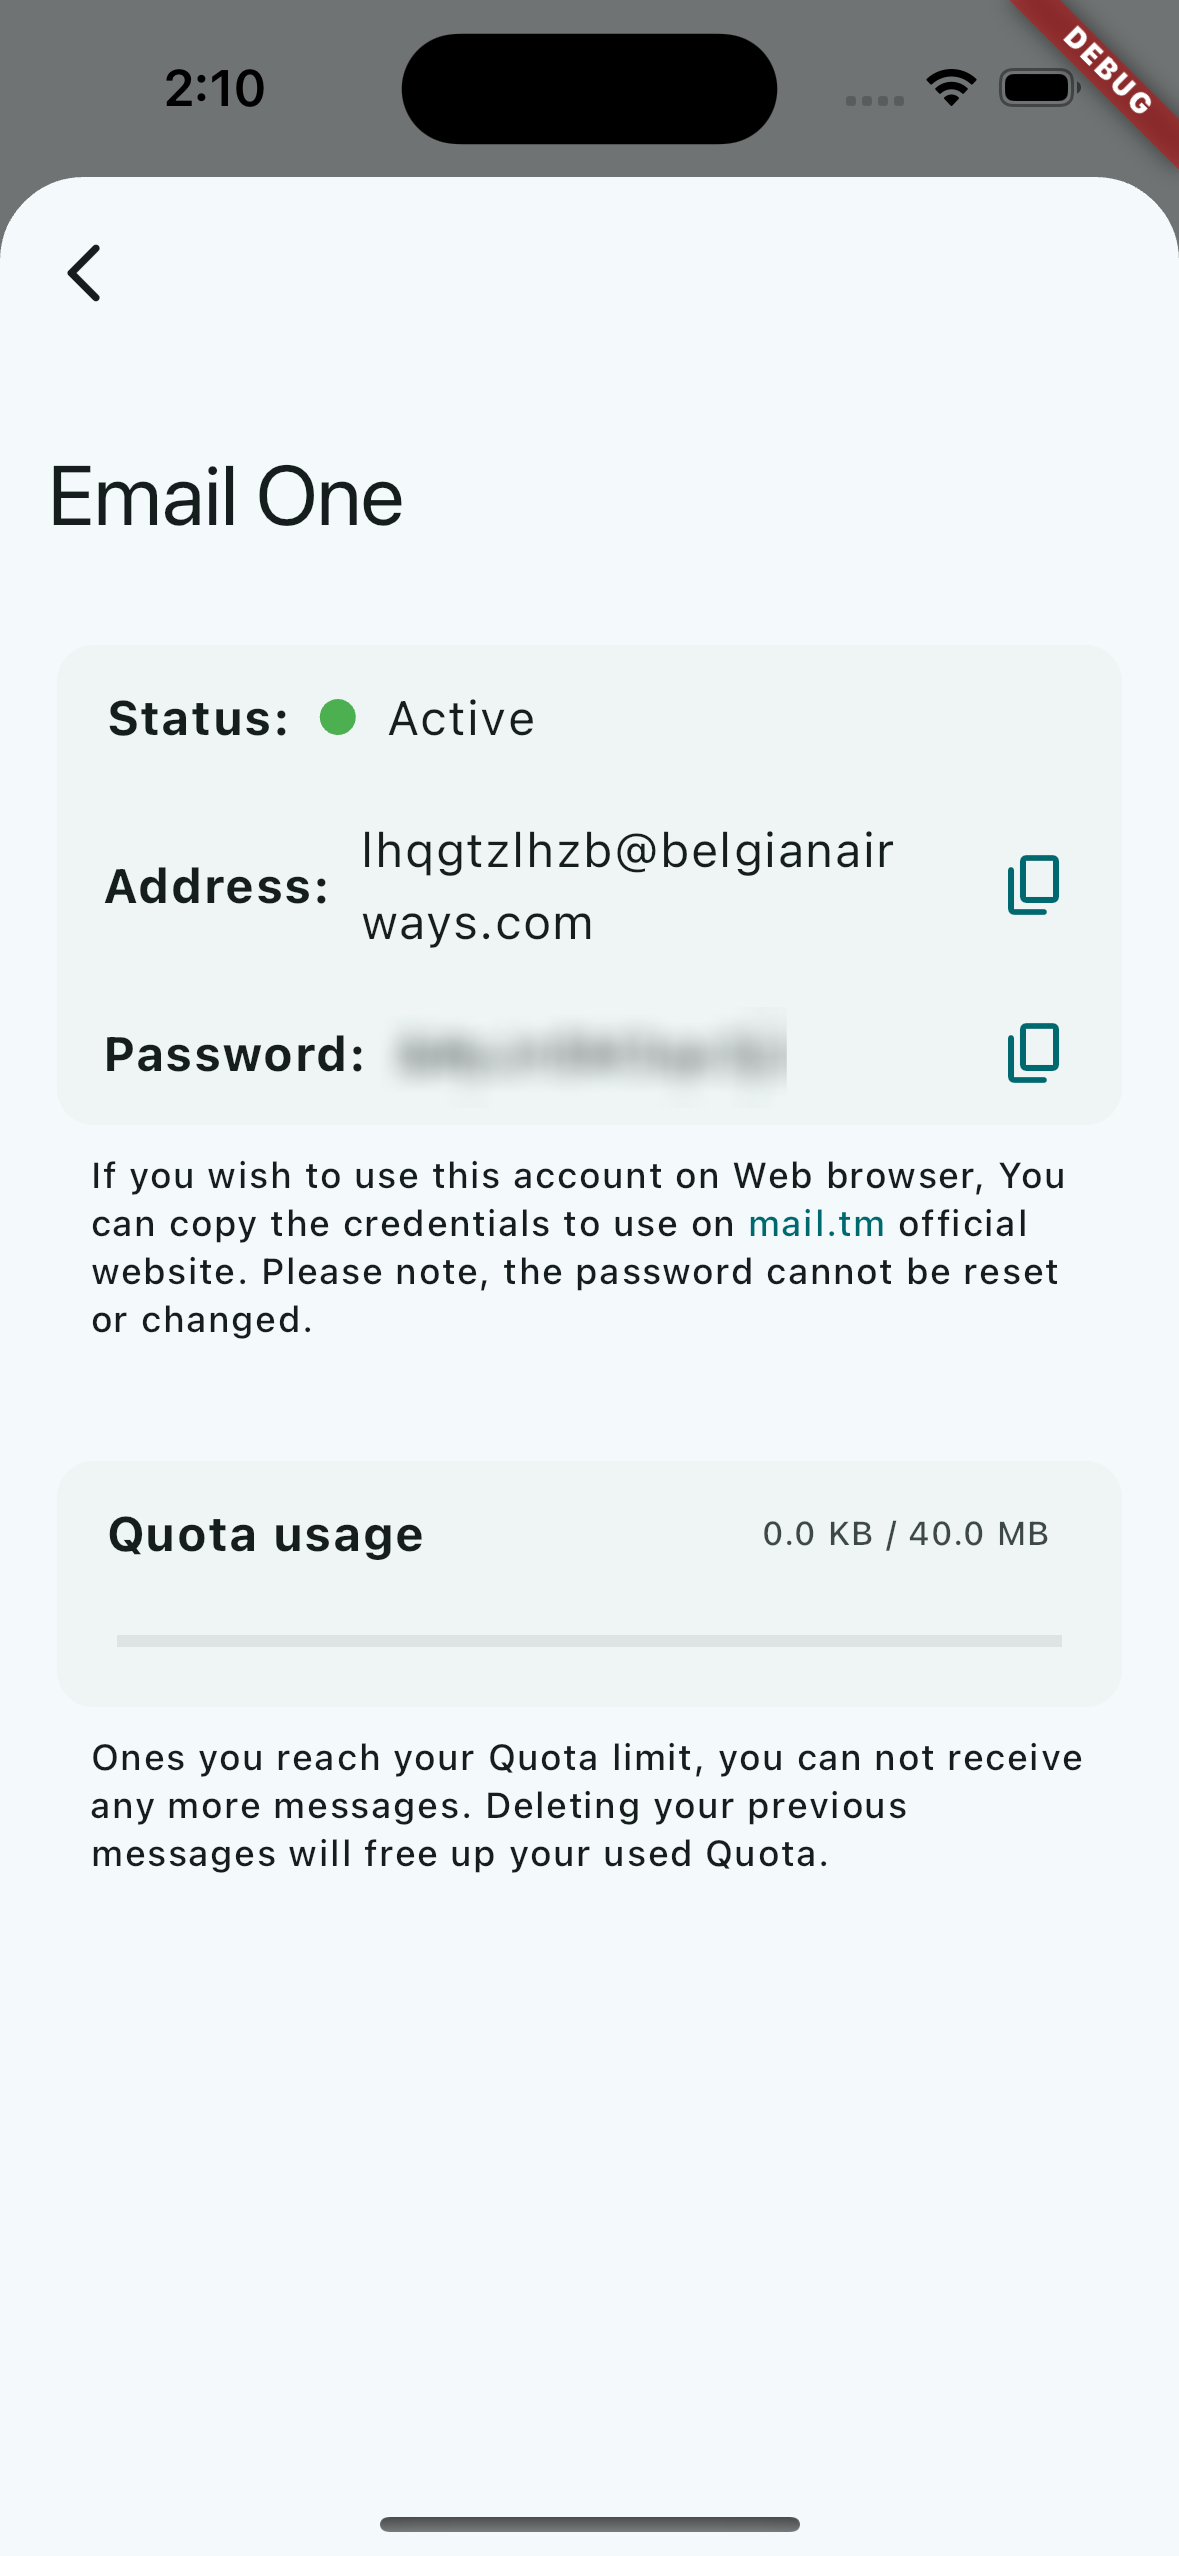 2:10
DEBUG
Email One
Status: Active
Address: lhqgtzlhzb@belgianair
ways.com
Password:
If you wish to use this account on Web browser, You
can copy the credentials to use on mail.tm official
website. Please note, the password cannot be reset
or changed.
Quota usage 0.0 KB / 40.0 MB
Ones you reach your Quota limit, you can not receive
any more messages. Deleting your previous
messages will free up your used Quota.